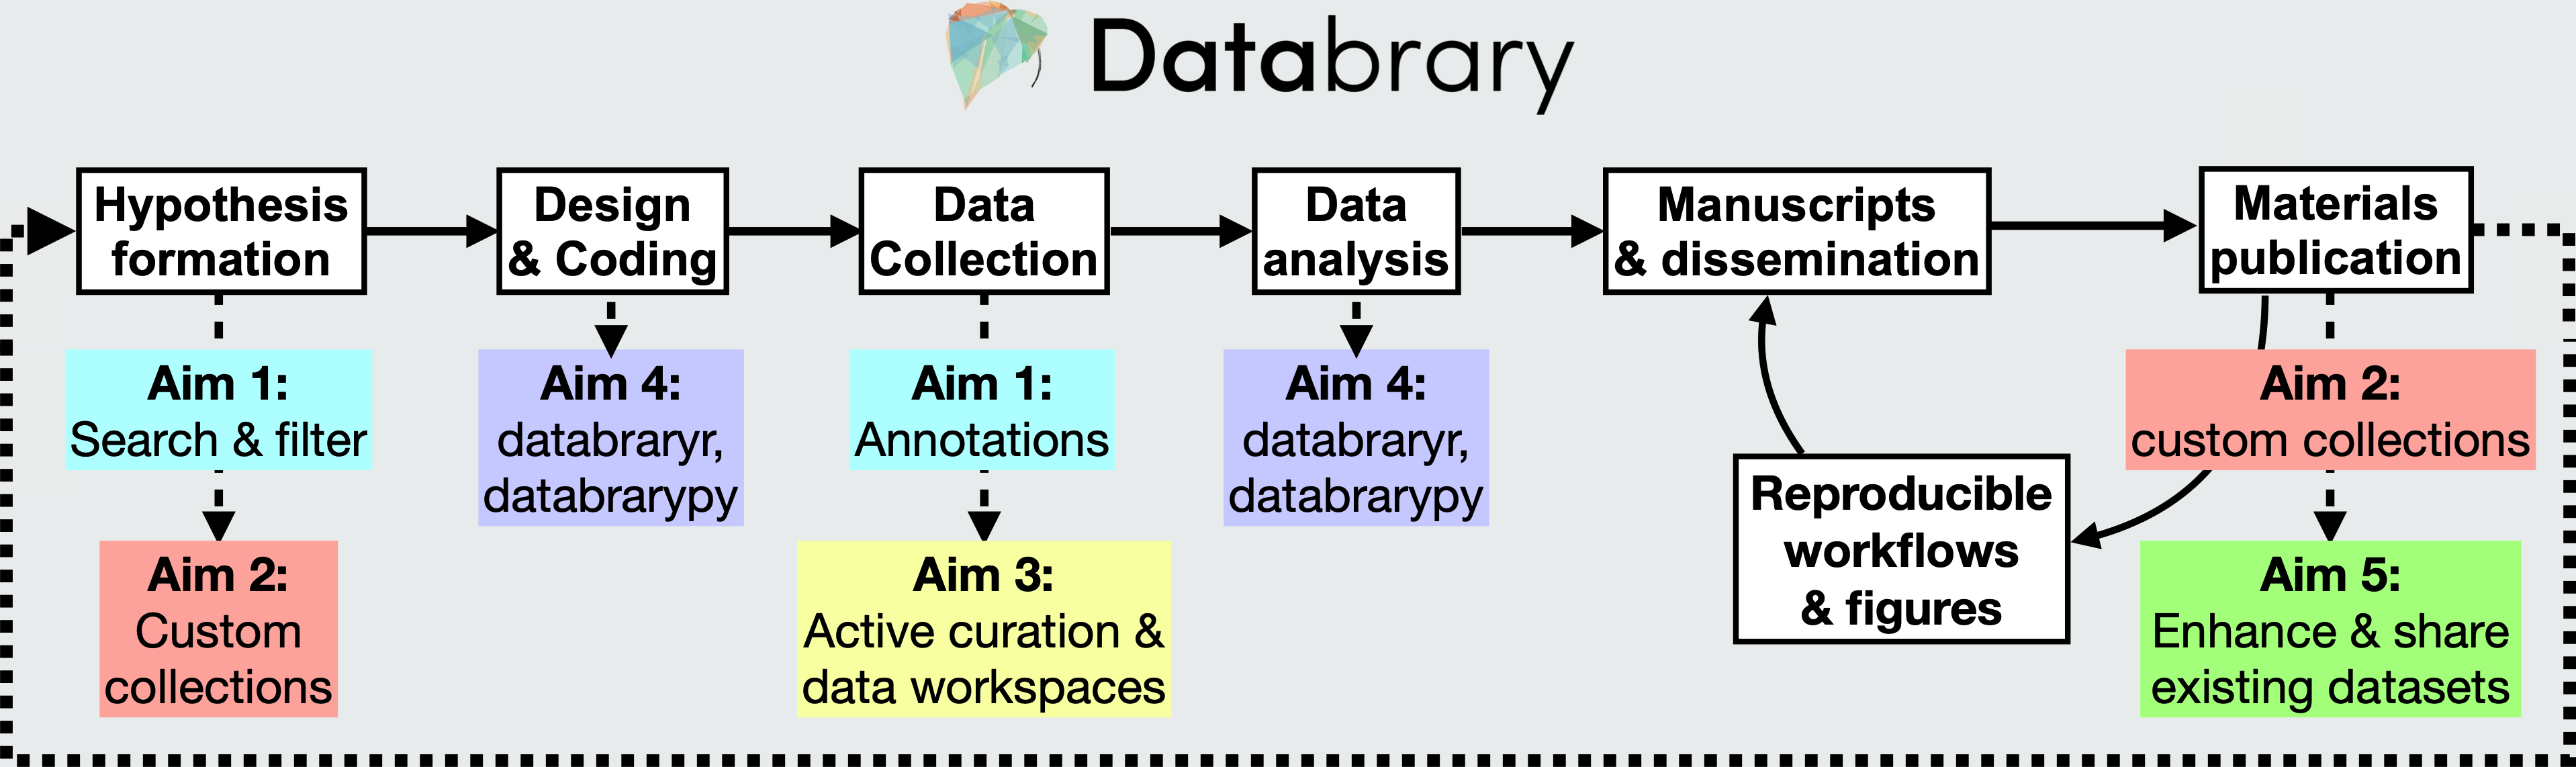 Databrary
Hypothesis
formation
Design
& Coding
Data
Collection
Data
analysis
Manuscripts
& dissemination
Materials
publication
Aim 1:
Search & filter
Aim 2:
Custom
collections
Aim 4:
databraryr,
databrarypy
Aim 1:
Annotations
Aim 3:
Active curation &
data workspaces
Aim 4:
databraryr,
databrarypy
Reproducible
workflows
& figures
Aim 2:
custom collections
Aim 5:
Enhance & share
existing datasets